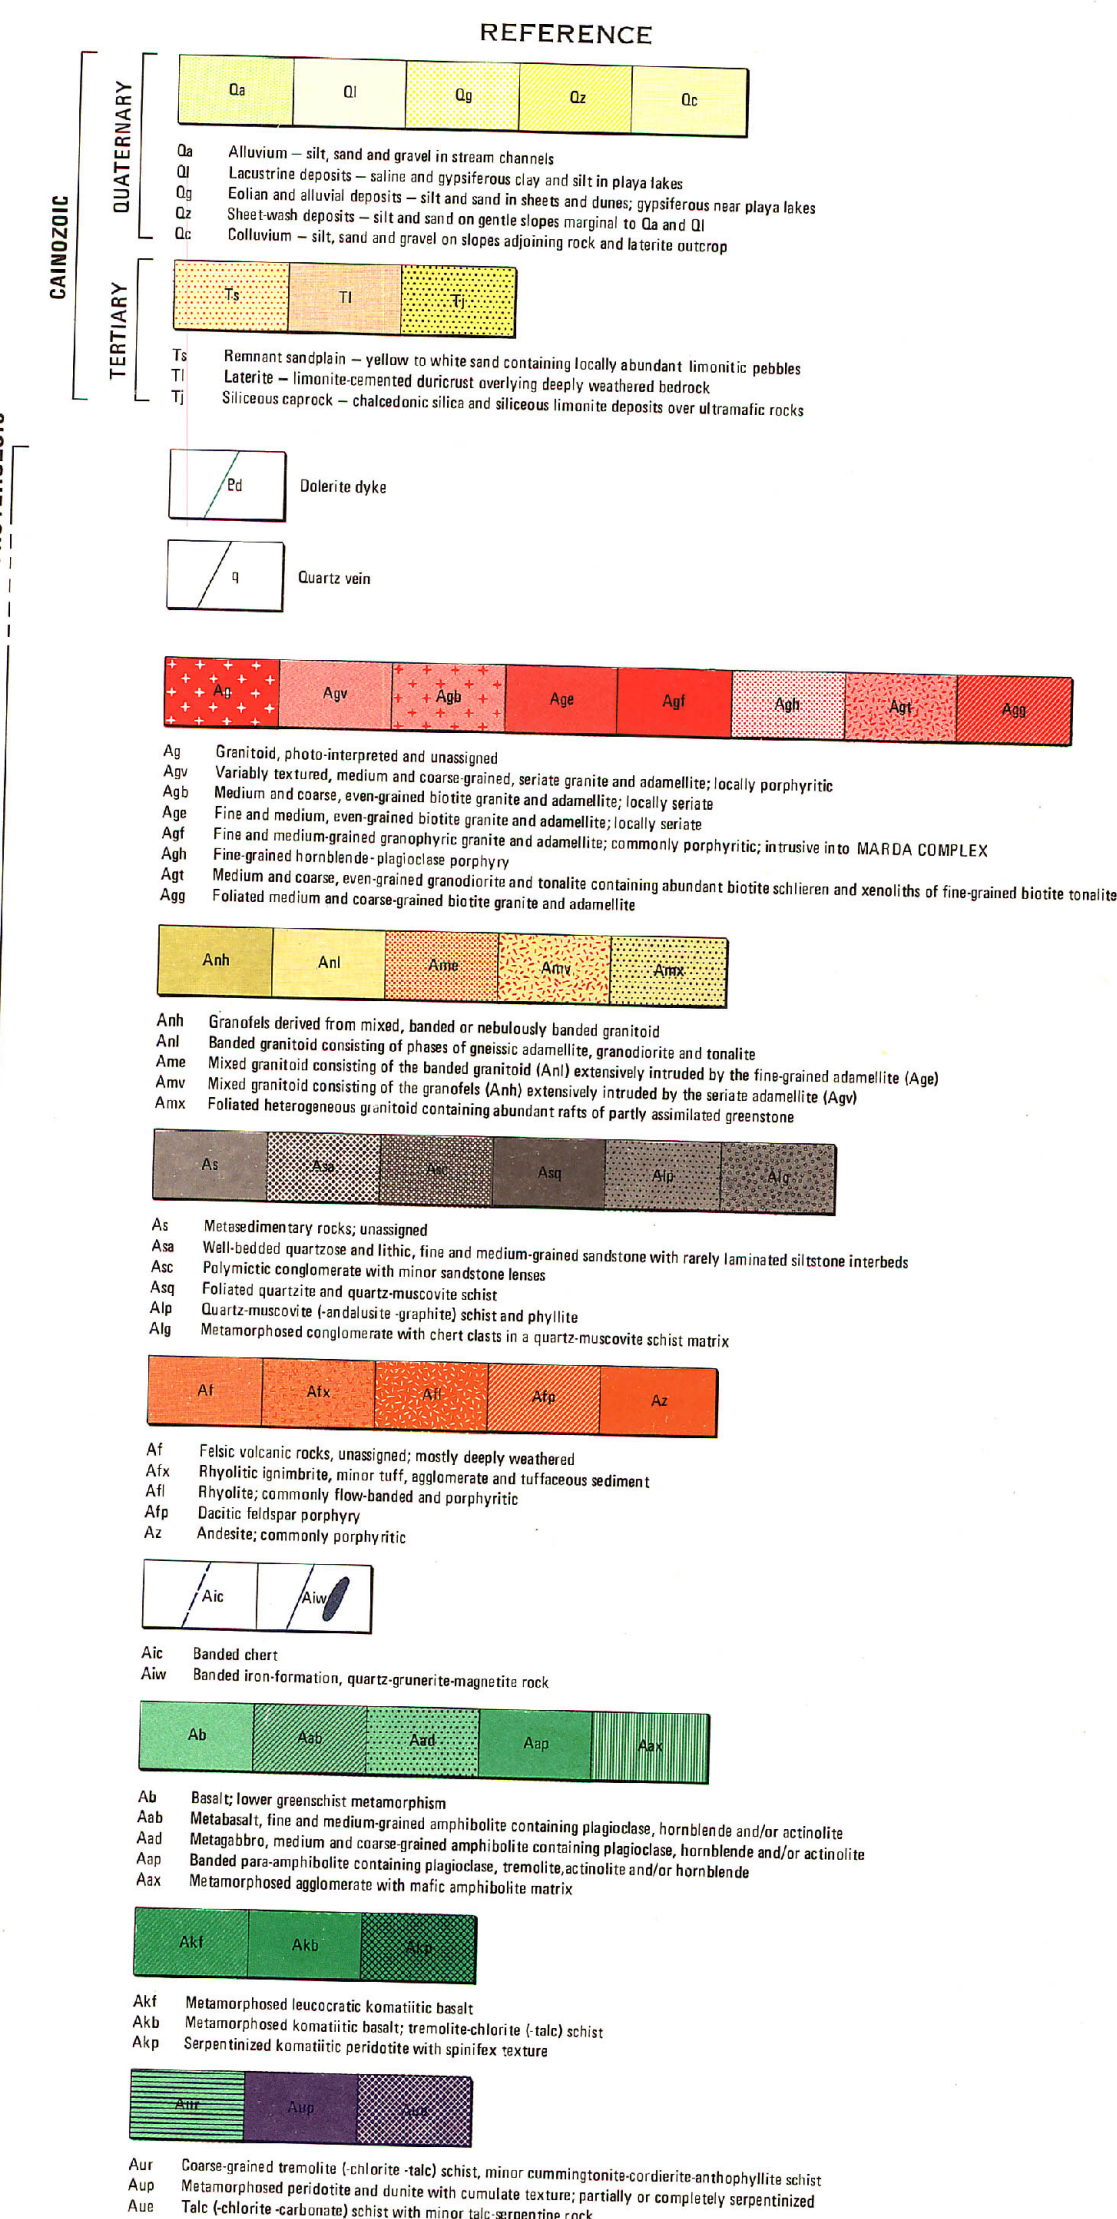 REFERENCE
CAINOZOIC
QUATERNARY
Qa Ql Qg Qz Qc
Qa Alluvium – silt, sand and gravel in stream channels
Ql Lacustrine deposits – saline and gypsiferous clay and silt in playa lakes
Qg Eolian and alluvial deposits – silt and sand in sheets and dunes; gypsiferous near playa lakes
Qz Sheet-wash deposits – silt and sand on gentle slopes marginal to Qa and Ql
Qc Colluvium – silt, sand and gravel on slopes adjoining rock and laterite outcrop
TERTIARY
Ts Tl Tj
Ts Remnant sandplain – yellow to white sand containing locally abundant limonitic pebbles
Tl Laterite – limonite-cemented duricrust overlying deeply weathered bedrock
Tj Siliceous caprock – chalcedonic silica and siliceous limonite deposits over ultramafic rocks
Pd Dolerite dyke
q Quartz vein
Ag Agv Agb Age Agf Agh Agt Agg
Ag Granitoid, photo-interpreted and unassigned
Agv Variably textured, medium and coarse-grained, seriate granite and adamellite; locally porphyritic
Agb Medium and coarse, even-grained biotite granite and adamellite; locally seriate
Age Fine and medium, even-grained biotite granite and adamellite; locally seriate
Agf Fine and medium-grained granophyric granite and adamellite; commonly porphyritic; intrusive into MARDA COMPLEX
Agh Fine-grained hornblende-plagioclase porphyry
Agt Medium and coarse, even-grained granodiorite and tonalite containing abundant biotite schlieren and xenoliths of fine-grained biotite tonalite
Agg Foliated medium and coarse-grained biotite granite and adamellite
Anh Anl Ame Amv Amx
Anh Granofels derived from mixed, banded or nebulously banded granitoid
Anl Banded granitoid consisting of phases of gneissic adamellite, granodiorite and tonalite
Ame Mixed granitoid consisting of the banded granitoid (Anl) extensively intruded by the fine-grained adamellite (Age)
Amv Mixed granitoid consisting of the granofels (Anh) extensively intruded by the seriate adamellite (Agv)
Amx Foliated heterogeneous granitoid containing abundant rafts of partly assimilated greenstone
As Asa Asc Asq Alp Alg
As Metasedimentary rocks; unassigned
Asa Well-bedded quartzose and lithic, fine and medium-grained sandstone with rarely laminated siltstone interbeds
Asc Polymictic conglomerate with minor sandstone lenses
Asq Foliated quartzite and quartz-muscovite schist
Alp Quartz-muscovite (-andalusite -graphite) schist and phyllite
Alg Metamorphosed conglomerate with chert clasts in a quartz-muscovite schist matrix
Af Afx Afl Afp Az
Af Felsic volcanic rocks, unassigned; mostly deeply weathered
Afx Rhyolitic ignimbrite, minor tuff, agglomerate and tuffaceous sediment
Afl Rhyolite; commonly flow-banded and porphyritic
Afp Dacitic feldspar porphyry
Az Andesite; commonly porphyritic
Aic Aiw
Aic Banded chert
Aiw Banded iron-formation, quartz-grunerite-magnetite rock
Ab Aab Aad Aap Aax
Ab Basalt; lower greenschist metamorphism
Aab Metabasalt, fine and medium-grained amphibolite containing plagioclase, hornblende and/or actinolite
Aad Metagabbro, medium and coarse-grained amphibolite containing plagioclase, hornblende and/or actinolite
Aap Banded para-amphibolite containing plagioclase, tremolite,actinolite and/or hornblende
Aax Metamorphosed agglomerate with mafic amphibolite matrix
Akf Akb Akp
Akf Metamorphosed leucocratic komatiitic basalt
Akb Metamorphosed komatiitic basalt; tremolite-chlorite (-talc) schist
Akp Serpentinized komatiitic peridotite with spinifex texture
Aur Aup Aue
Aur Coarse-grained tremolite (-chlorite -talc) schist, minor cummingtonite-cordierite-anthophyllite schist
Aup Metamorphosed peridotite and dunite with cumulate texture; partially or completely serpentinized
Aue Talc (-chlorite -carbonate) schist with minor talc-serpentine rock